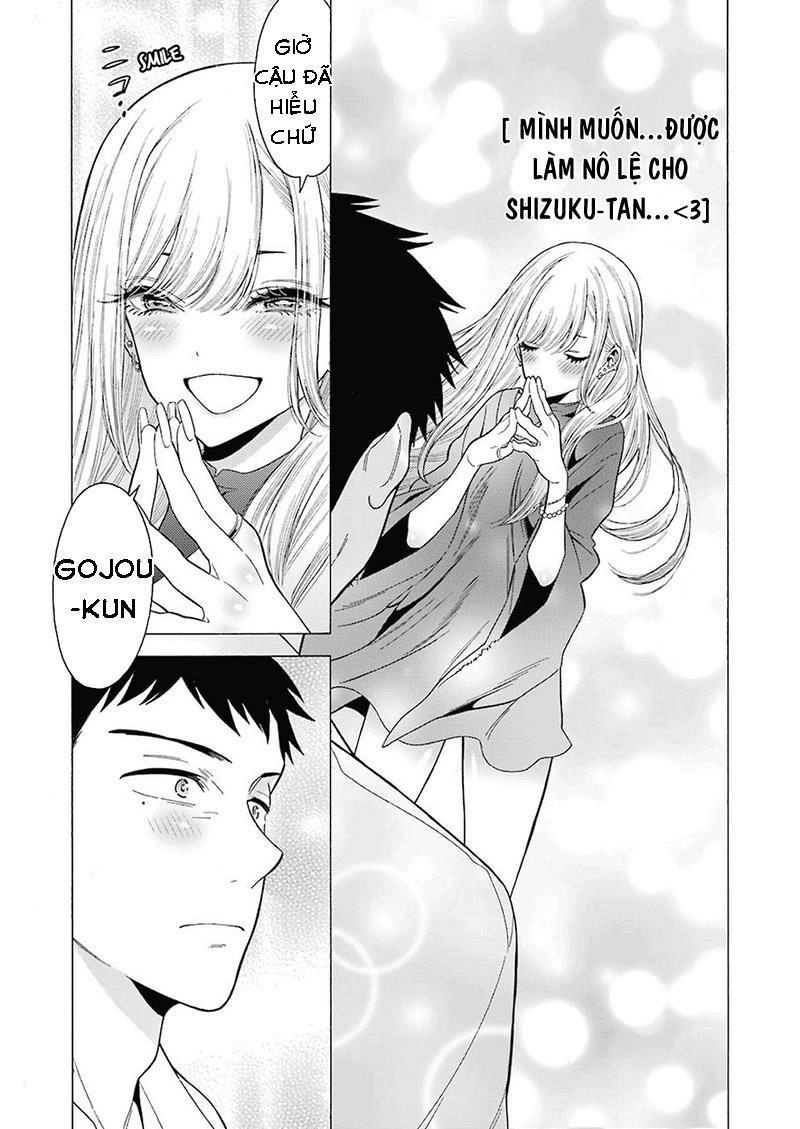 [ MÌNH MUỐN...ĐƯỢC
LÀM NÔ LỆ CHO
SHIZUKU-TAN...<3]
SMILE
GIỜ
CẬU ĐÃ
HIỂU
CHỨ
GOJOU
-KUN